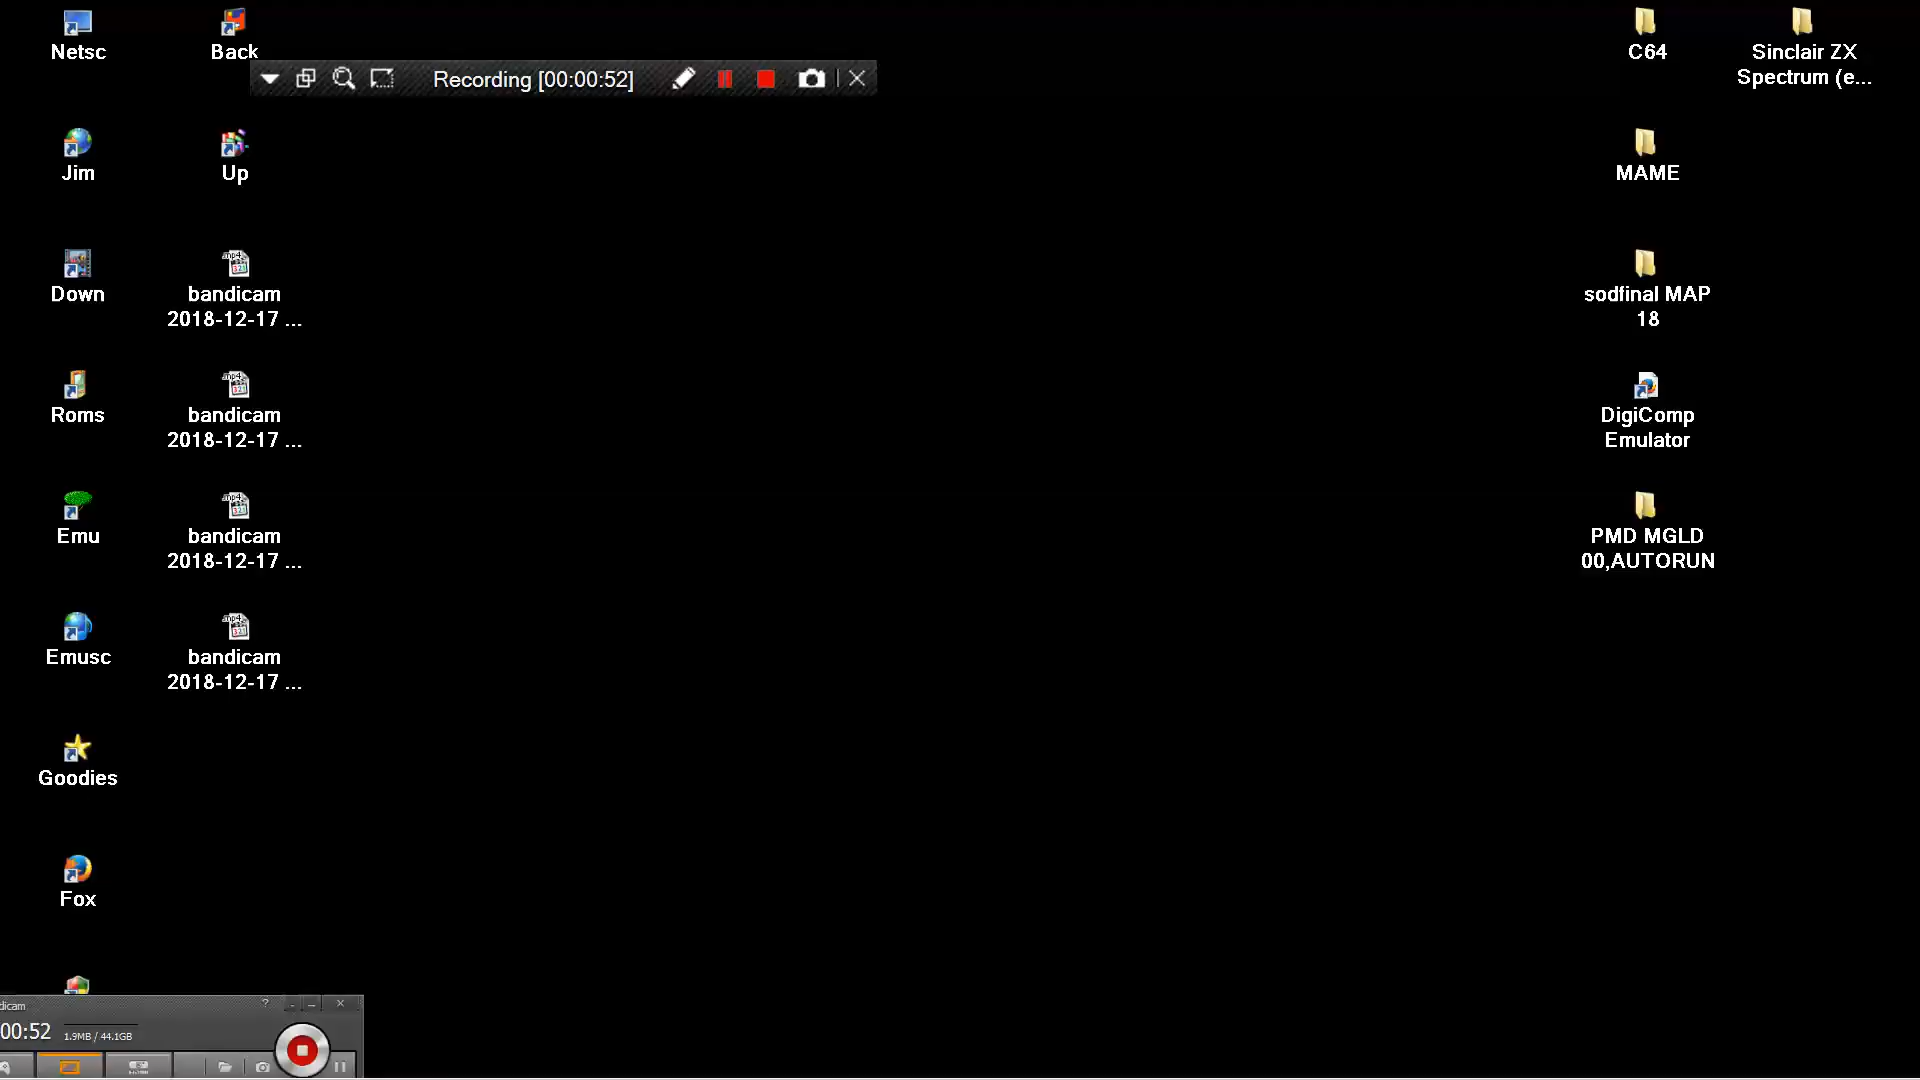 Netsc
Back
C64
Sinclair ZX
Spectrum (e...
Recording [00:00:52]
Jim
Up
MAME
Down
bandicam
2018-12-17 ...
sodfinal MAP
18
Roms
bandicam
2018-12-17 ...
DigiComp
Emulator
Emu
bandicam
2018-12-17 ...
PMD MGLD
00,AUTORUN
Emusc
bandicam
2018-12-17 ...
Goodies
Fox
dicam
?
00:52
1.9MB / 44.1GB